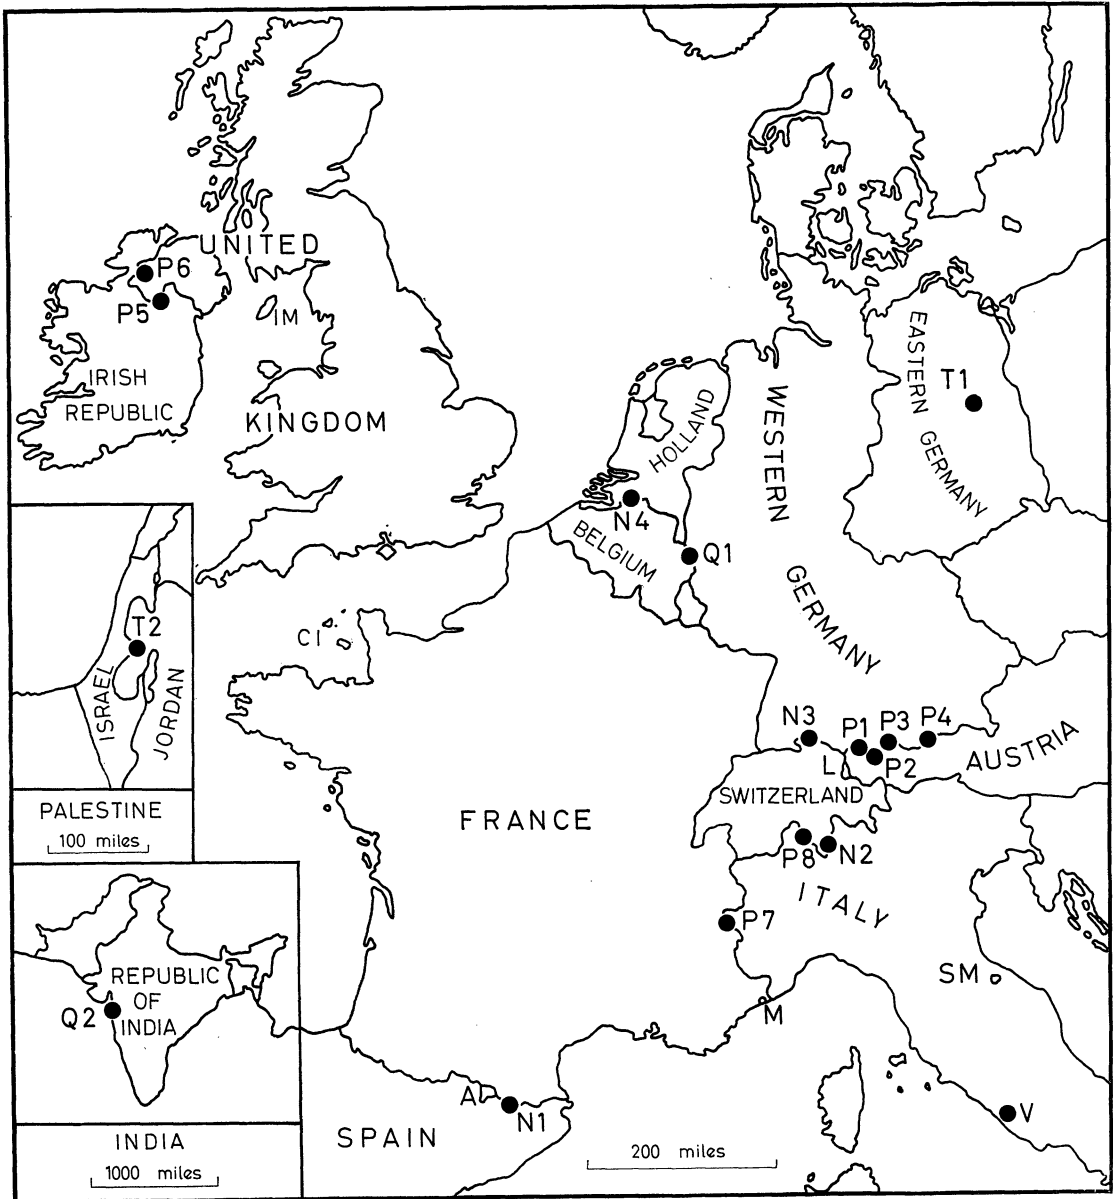 UNITED
P6
P5
IM
IRISH
REPUBLIC
KINGDOM
EASTERN
GERMANY
T1
HOLLAND
WESTERN
GERMANY
N4
BELGIUM
Q1
T2
ISRAEL
JORDAN
CI
N3
P1
P3
P4
L
P2
AUSTRIA
SWITZERLAND
PALESTINE
100 miles
FRANCE
P8
N2
ITALY
P7
REPUBLIC
OF
INDIA
Q2
SM
M
A
N1
V
SPAIN
INDIA
1000 miles
200 miles